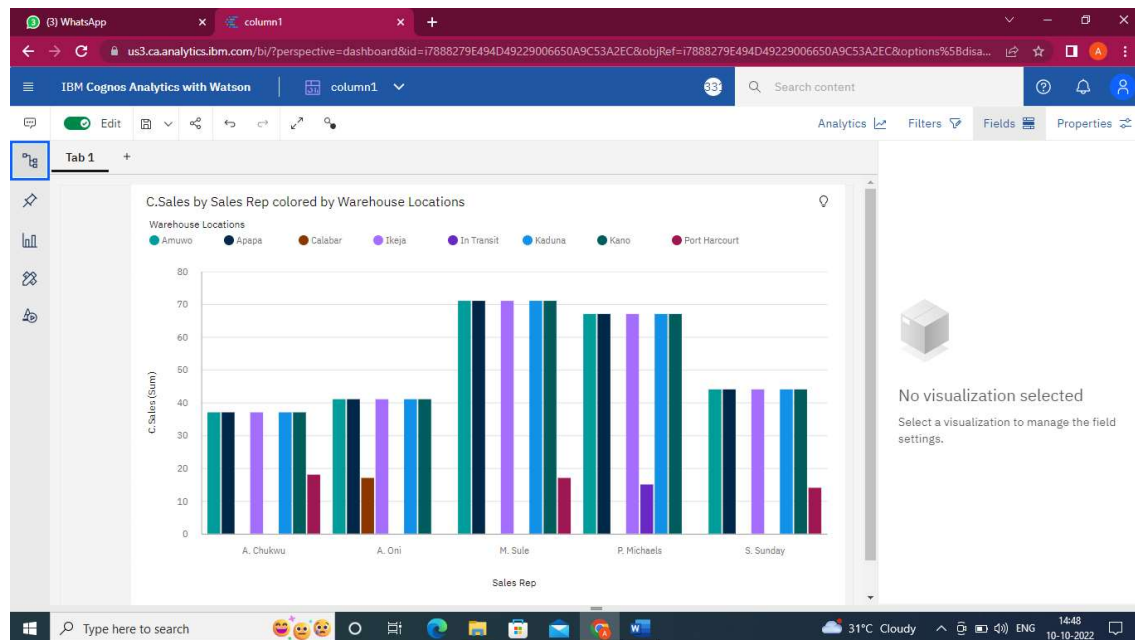 (3) WhatsApp
column1
us3.ca.analytics.ibm.com/bi/?perspective=dashboard&id=i7888279E494D49229006650A9C53A2EC&objRef=i7888279E494D49229006650A9C53A2EC&options%5Bdisa...
A
IBM Cognos Analytics with Watson
column1
Search content
Edit
Analytics
Filters
Fields
Properties
Tab 1 +
C.Sales by Sales Rep colored by Warehouse Locations
Warehouse Locations
Amuwo Apapa Calabar Ikeja In Transit Kaduna Kano Port Harcourt
80
70
60
50
40
30
20
10
0
C.Sales (Sum)
A. Chukwu A. Oni M. Sule P. Michaels S. Sunday
Sales Rep
No visualization selected
Select a visualization to manage the field
settings.
Type here to search
31°C Cloudy
ENG
14:48
10-10-2022